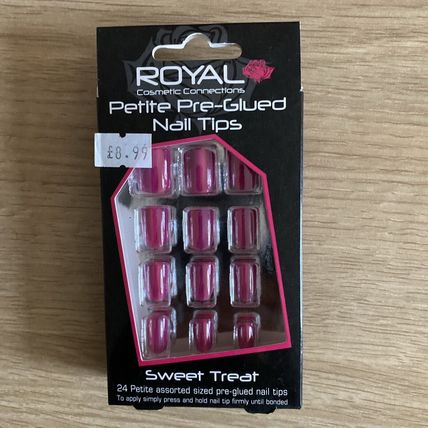 ROYAL
Cosmetic Connections
Petite Pre-Glued
Nail Tips
£8.99
Sweet Treat
24 Petite assorted sized pre-glued nail tips
To apply simply press and hold nail tip firmly until bonded